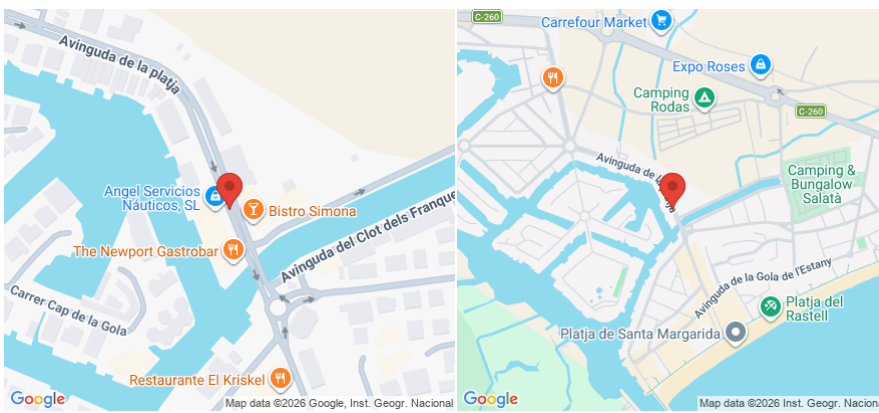 Avinguda de la platja
Angel Servicios
Náuticos, SL
Bistro Simona
The Newport Gastrobar
Avinguda del Clot dels Franque
Carrer Cap de la Gola
Restaurante El Kriskel
Google
Map data ©2026 Google, Inst. Geogr. Nacional
C-260
Carrefour Market
Expo Roses
Camping
Rodas
C-260
Avinguda de la
Camping &
Bungalow
Salatà
Avinguda de la Gola de l'Estany
Platja del
Rastell
Platja de Santa Margarida
Google
Map data ©2026 Inst. Geogr. Naciona